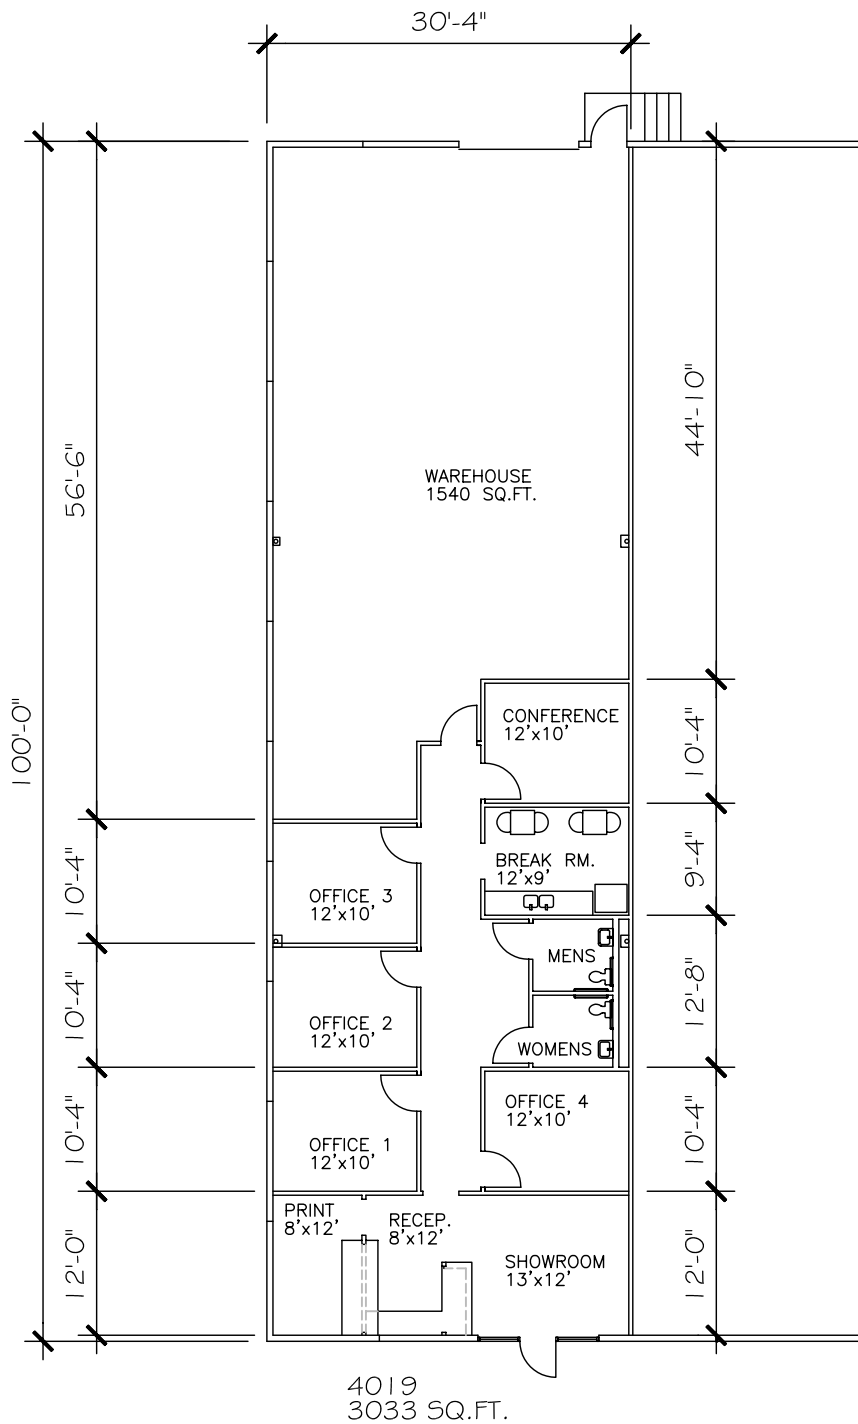 30'-4"
44'-10"
56'-6"
WAREHOUSE
1540 SQ.FT.
100'-0"
CONFERENCE
12'x10'
10'-4"
BREAK RM.
12'x9'
9'-4"
10'-4"
OFFICE 3
12'x10'
MENS
12'-8"
10'-4"
OFFICE 2
12'x10'
WOMENS
OFFICE 4
12'x10'
10'-4"
10'-4"
OFFICE 1
12'x10'
PRINT
8'x12'
RECEP.
8'x12'
SHOWROOM
13'x12'
12'-0"
12'-0"
4019
3033 SQ.FT.